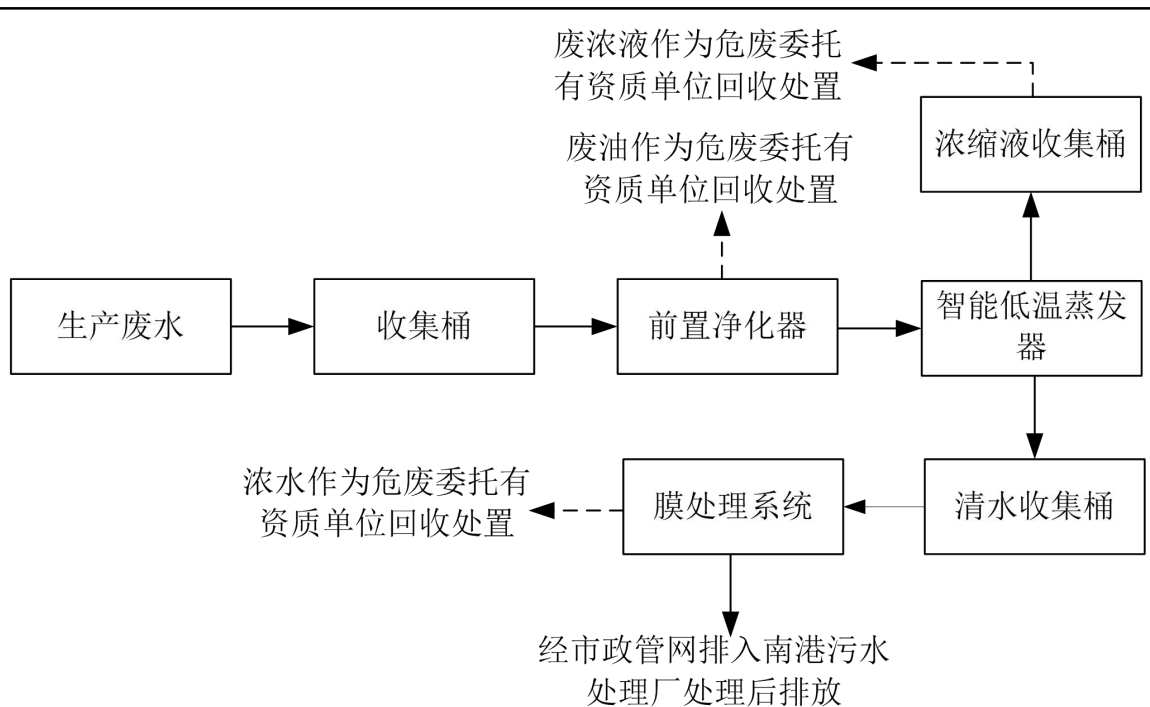 废浓液作为危废委托
有资质单位回收处置
浓缩液收集桶
废油作为危废委托有
资质单位回收处置
生产废水
收集桶
前置净化器
智能低温蒸发
器
浓水作为危废委托有
资质单位回收处置
膜处理系统
清水收集桶
经市政管网排入南港污水
处理厂处理后排放